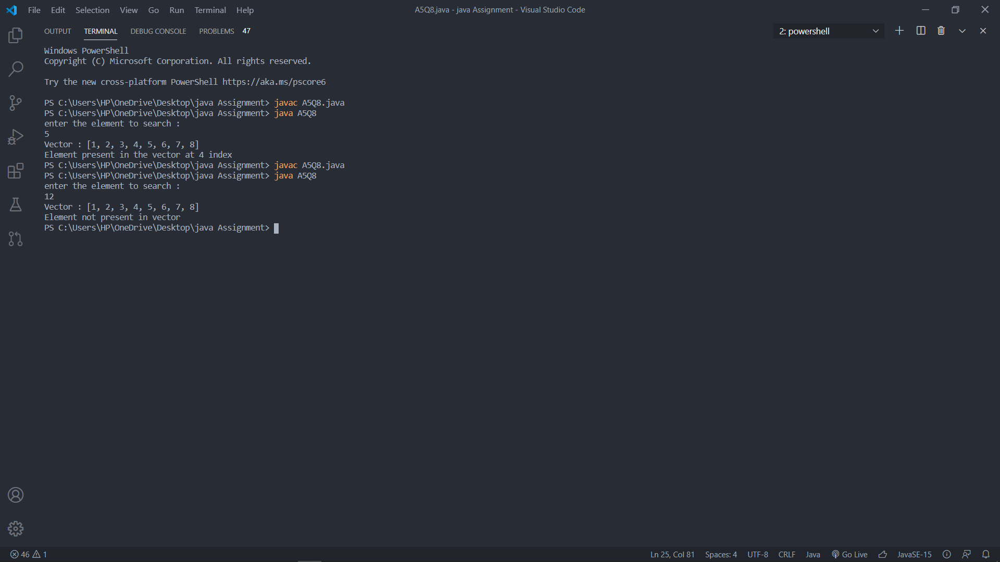 File Edit Selection View Go Run Terminal Help A5Q8.java - java Assignment - Visual Studio Code
OUTPUT TERMINAL DEBUG CONSOLE PROBLEMS 47 2: powershell
Windows PowerShell
Copyright (C) Microsoft Corporation. All rights reserved.
Try the new cross-platform PowerShell https://aka.ms/pscore6
PS C:\Users\HP\OneDrive\Desktop\java Assignment> javac A5Q8.java
PS C:\Users\HP\OneDrive\Desktop\java Assignment> java A5Q8
enter the element to search :
5
Vector : [1, 2, 3, 4, 5, 6, 7, 8]
Element present in the vector at 4 index
PS C:\Users\HP\OneDrive\Desktop\java Assignment> javac A5Q8.java
PS C:\Users\HP\OneDrive\Desktop\java Assignment> java A5Q8
enter the element to search :
12
Vector : [1, 2, 3, 4, 5, 6, 7, 8]
Element not present in vector
PS C:\Users\HP\OneDrive\Desktop\java Assignment>
46 1 Ln 25, Col 81 Spaces: 4 UTF-8 CRLF Java Go Live JavaSE-15